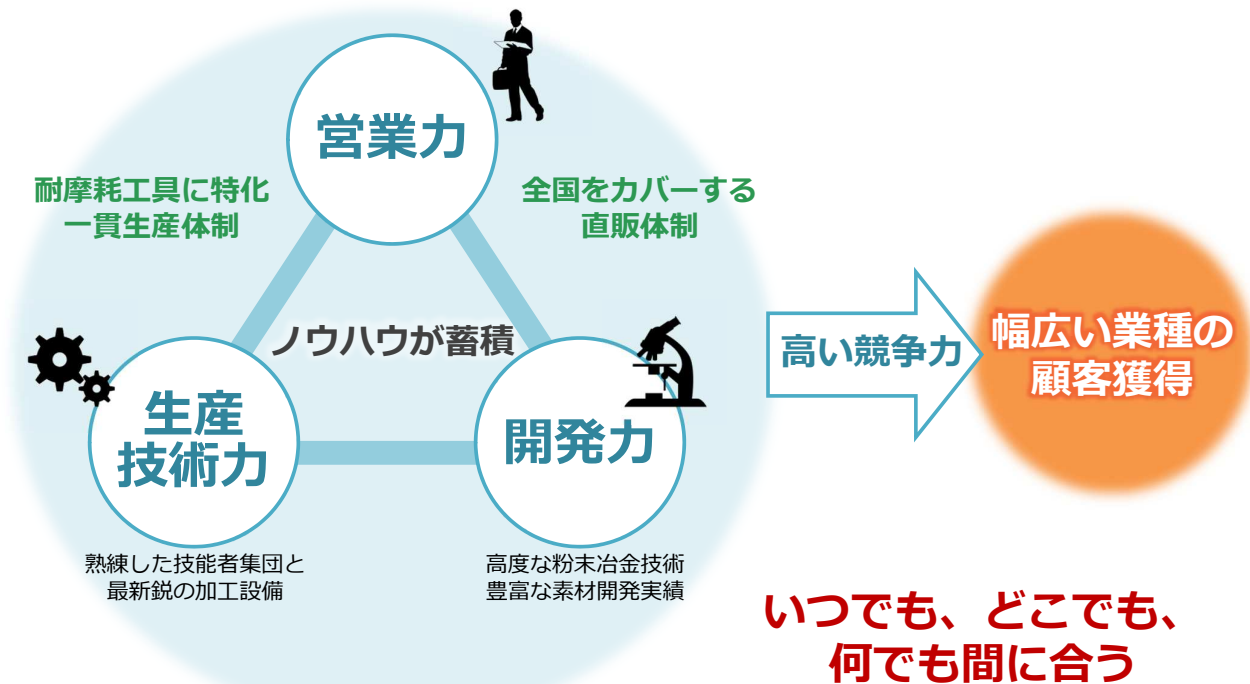 営業力
耐摩耗工具に特化
一貫生産体制
全国をカバーする
直販体制
ノウハウが蓄積
生産
技術力
開発力
熟練した技能者集団と
最新鋭の加工設備
高度な粉末冶金技術
豊富な素材開発実績
高い競争力
幅広い業種の
顧客獲得
いつでも、どこでも、
何でも間に合う